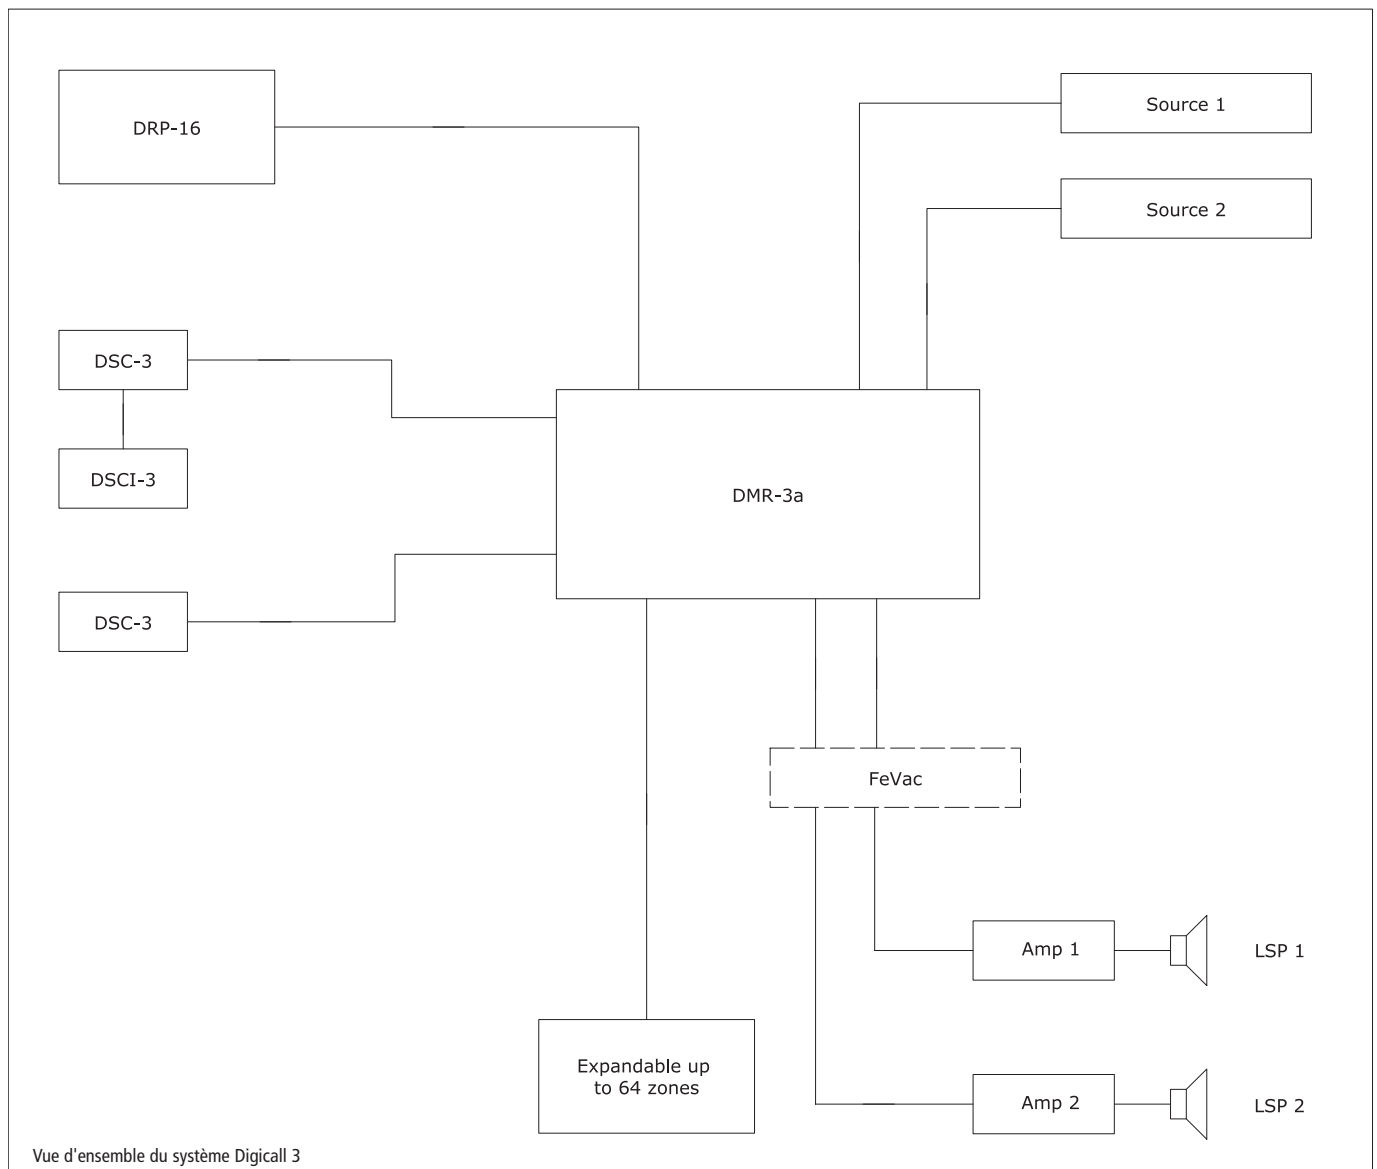 DRP-16
Source 1
Source 2
DSC-3
DSCI-3
DMR-3a
DSC-3
FeVac
Amp 1
LSP 1
Expandable up
to 64 zones
Amp 2
LSP 2
Vue d'ensemble du système Digicall 3